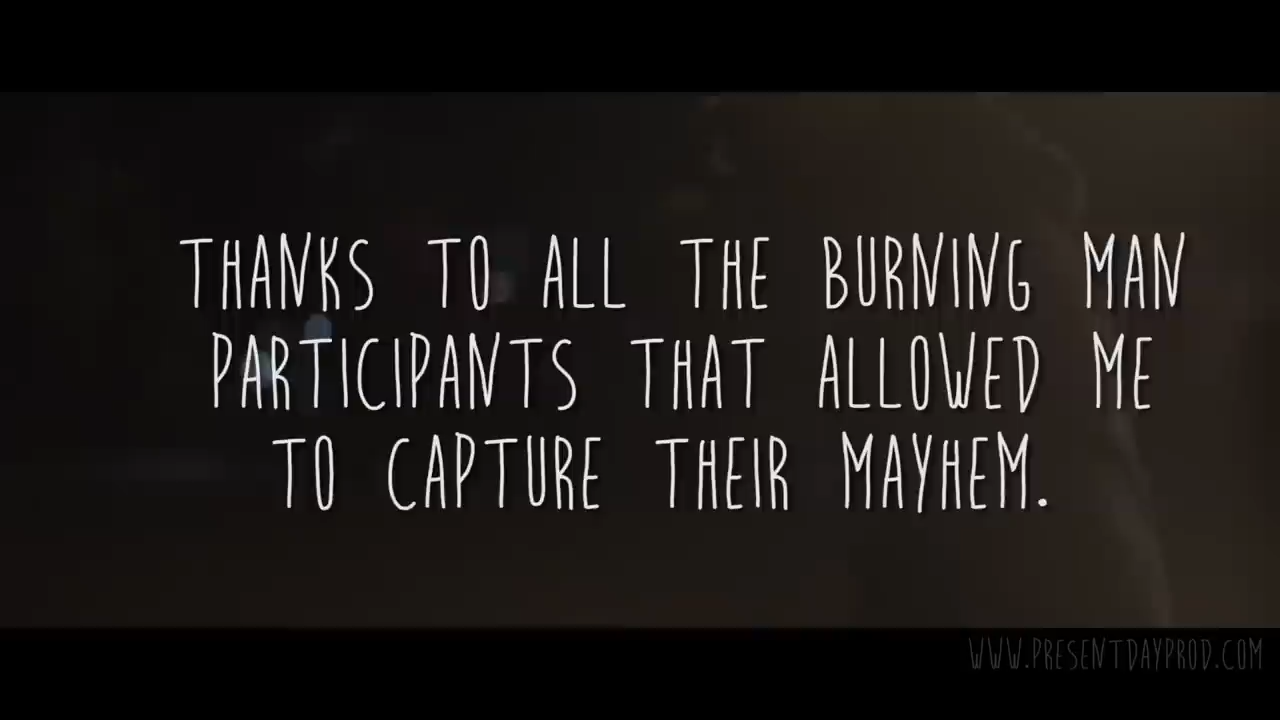 THANKS TO ALL THE BURNING MAN
PARTICIPANTS THAT ALLOWED ME
TO CAPTURE THEIR MAYHEM.
WWW.PRESENTDAYPROD.COM